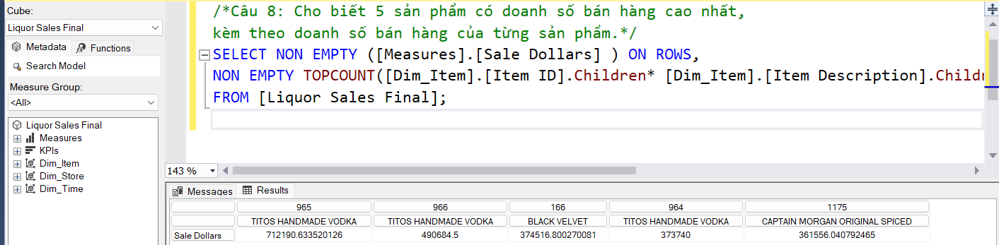 Cube:
Liquor Sales Final
Metadata
Functions
Search Model
Measure Group:
<All>
Liquor Sales Final
Measures
KPIs
Dim_Item
Dim_Store
Dim_Time
/*Câu 8: Cho biết 5 sản phẩm có doanh số bán hàng cao nhất,
kèm theo doanh số bán hàng của từng sản phẩm.*/
SELECT NON EMPTY ([Measures].[Sale Dollars] ) ON ROWS,
NON EMPTY TOPCOUNT([Dim_Item].[Item ID].Children* [Dim_Item].[Item Description].Childr
FROM [Liquor Sales Final];
143 %
Messages Results
965 966 166 964 1175
TITOS HANDMADE VODKA TITOS HANDMADE VODKA BLACK VELVET TITOS HANDMADE VODKA CAPTAIN MORGAN ORIGINAL SPICED
Sale Dollars 712190.633520126 490684.5 374516.800270081 373740 361556.040792465